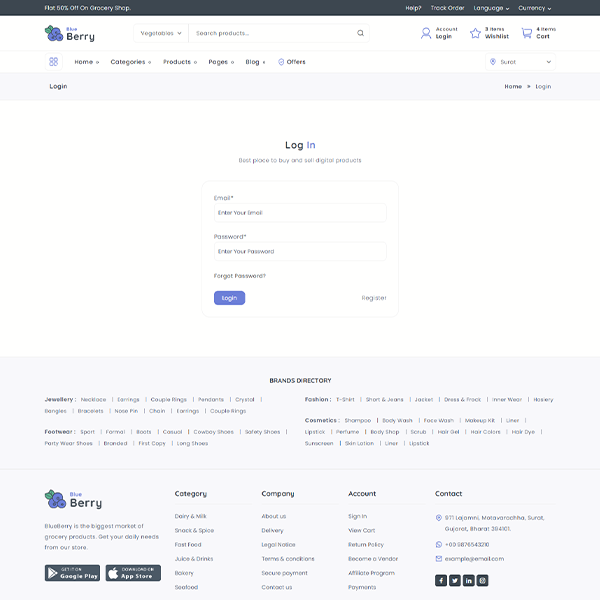 Flat 50% Off On Grocery Shop.
Help? Track Order Language Currency
Blue
Berry
Vegetables Search products...
Account
Login
3 Items
Wishlist
4 Items
Cart
Home Categories Products Pages Blog Offers
Surat
Login
Home » Login
Log In
Best place to buy and sell digital products
Email*
Enter Your Email
Password*
Enter Your Password
Forgot Password?
Login Register
BRANDS DIRECTORY
Jewellery : Necklace | Earrings | Couple Rings | Pendants | Crystal |
Bangles | Bracelets | Nose Pin | Chain | Earrings | Couple Rings
Footwear : Sport | Formal | Boots | Casual | Cowboy Shoes | Safety Shoes |
Party Wear Shoes | Branded | First Copy | Long Shoes
Fashion : T-Shirt | Short & Jeans | Jacket | Dress & Frock | Inner Wear | Hosiery
Cosmetics : Shampoo | Body Wash | Face Wash | Makeup Kit | Liner |
Lipstick | Perfume | Body Shop | Scrub | Hair Gel | Hair Colors | Hair Dye |
Sunscreen | Skin Lotion | Liner | Lipstick
Blue
Berry
BlueBerry is the biggest market of
grocery products. Get your daily needs
from our store.
GET IT ON
Google Play
DOWNLOAD ON
App Store
Category
Dairy & Milk
Snack & Spice
Fast Food
Juice & Drinks
Bakery
Seafood
Company
About us
Delivery
Legal Notice
Terms & conditions
Secure payment
Contact us
Account
Sign In
View Cart
Return Policy
Become a Vendor
Affiliate Program
Payments
Contact
971 Lajamni, Motavarachha, Surat,
Gujarat, Bharat 394101.
+00 9876543210
example@email.com